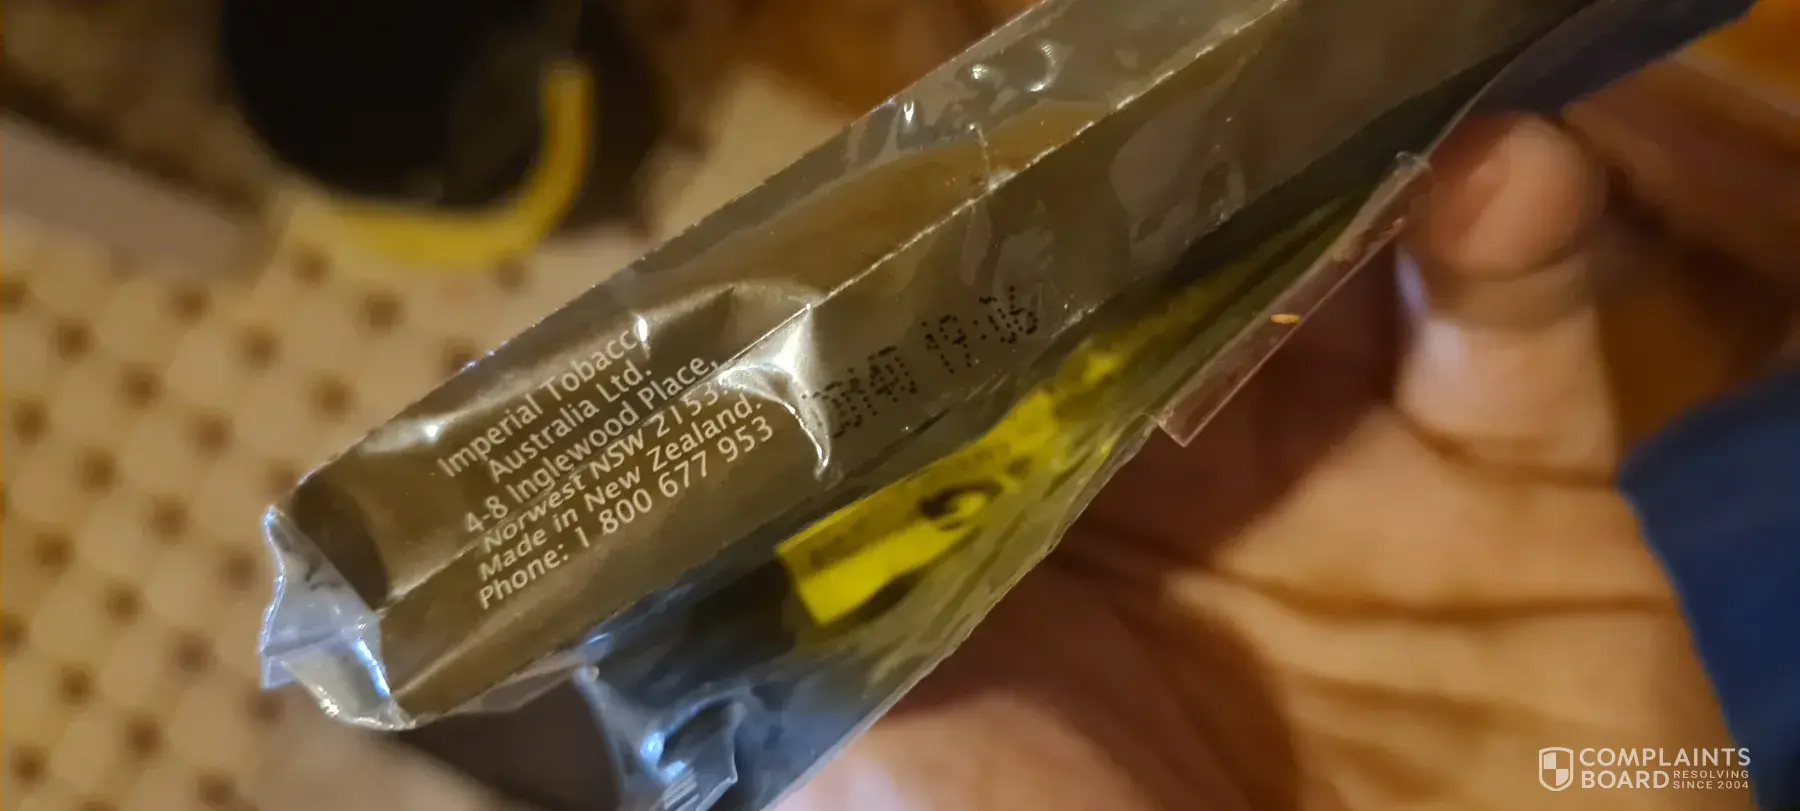 Imperial Tobacco
Australia Ltd.
4-8 Inglewood Place,
Norwest NSW 2153.
Made in New Zealand.
Phone: 1 800 677 953
19:06
COMPLAINTS
BOARD RESOLVING
SINCE 2004